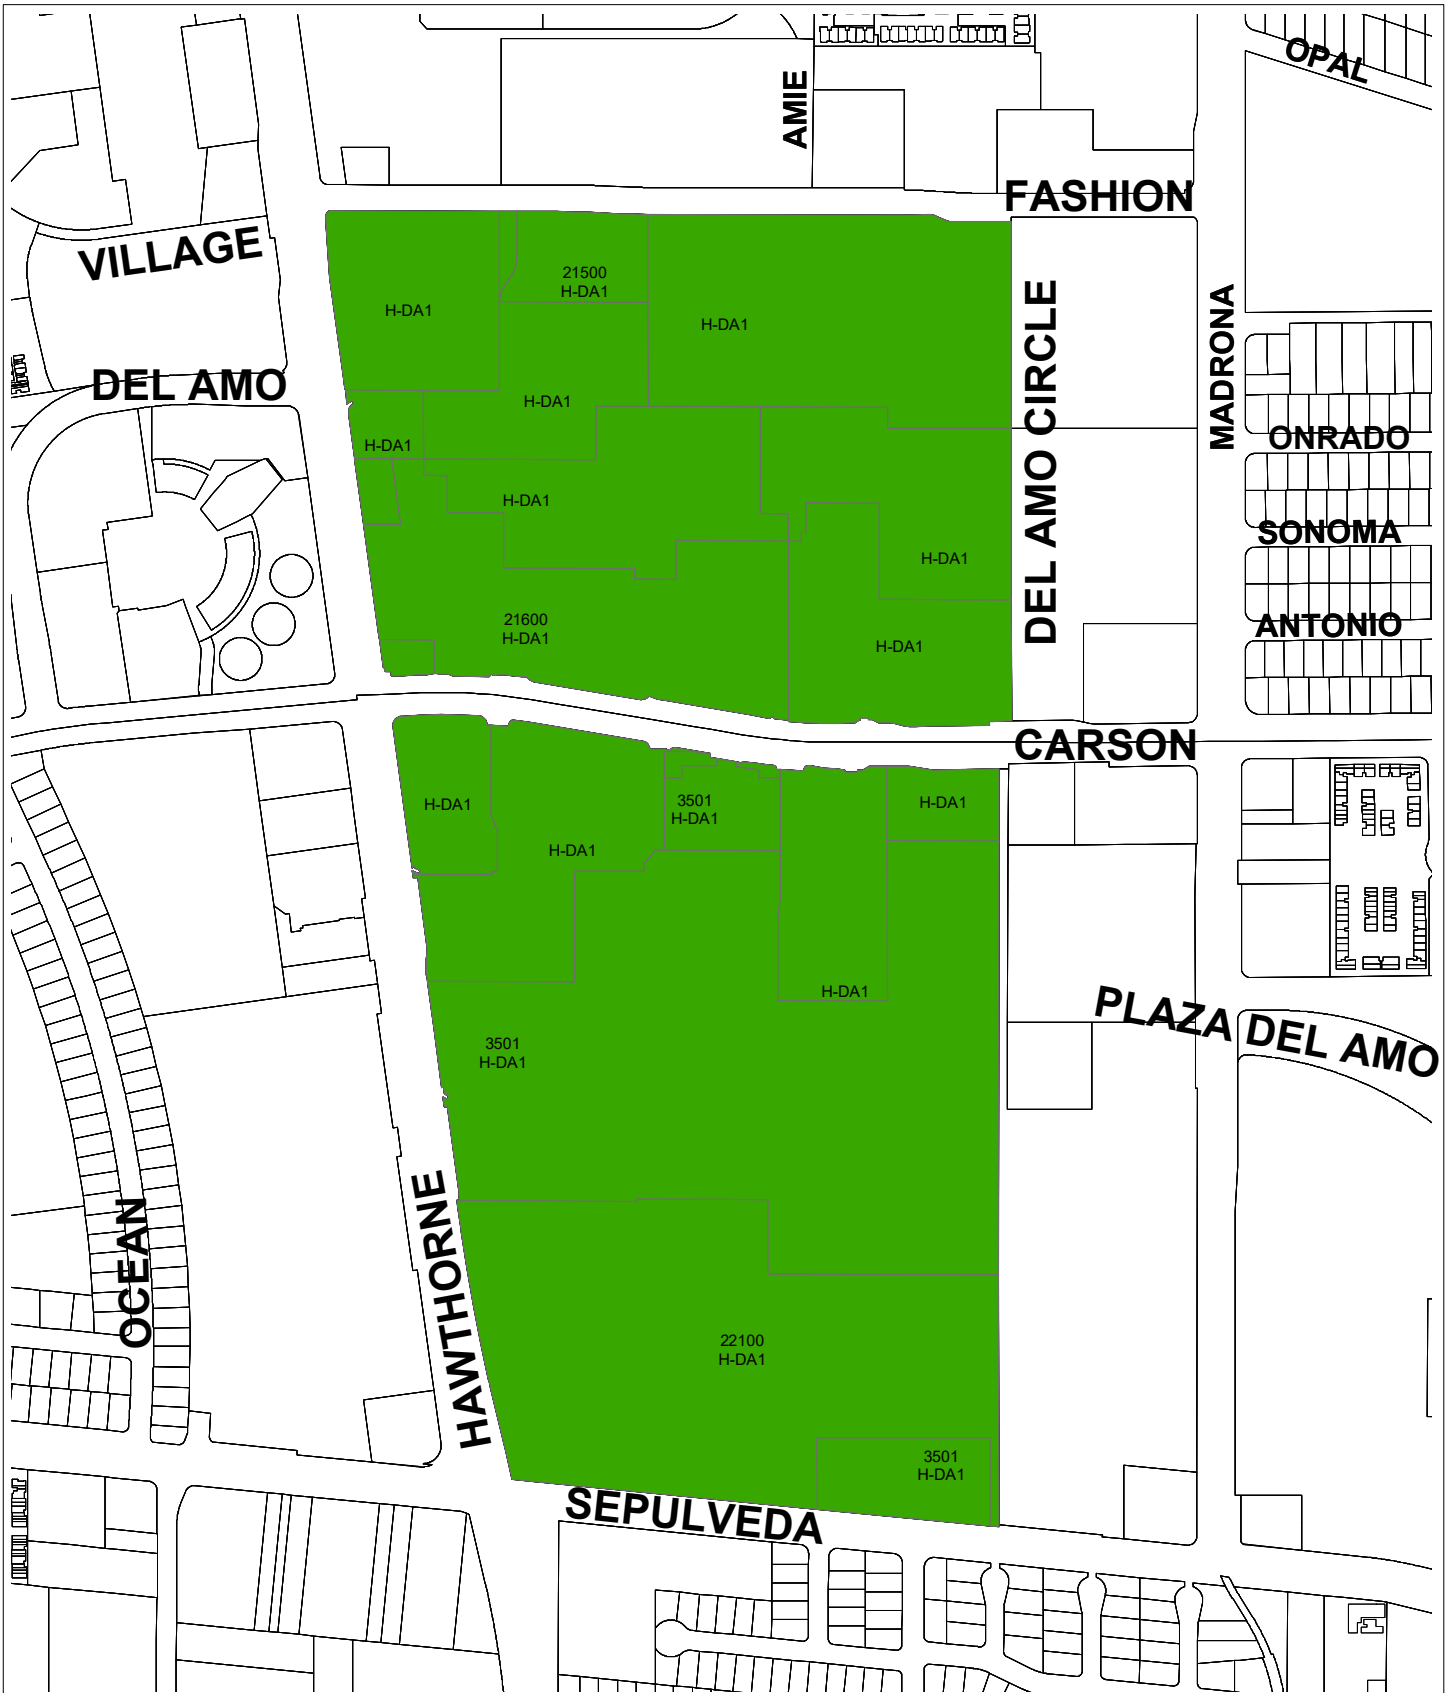 OPAL
AMIE
FASHION
VILLAGE
21500
H-DA1
H-DA1
H-DA1
DEL AMO CIRCLE
MADRONA
DEL AMO
H-DA1
ONRADO
H-DA1
H-DA1
SONOMA
H-DA1
21600
H-DA1
ANTONIO
H-DA1
CARSON
H-DA1
3501
H-DA1
H-DA1
H-DA1
H-DA1
PLAZA DEL AMO
3501
H-DA1
OCEAN
HAWTHORNE
22100
H-DA1
3501
H-DA1
SEPULVEDA